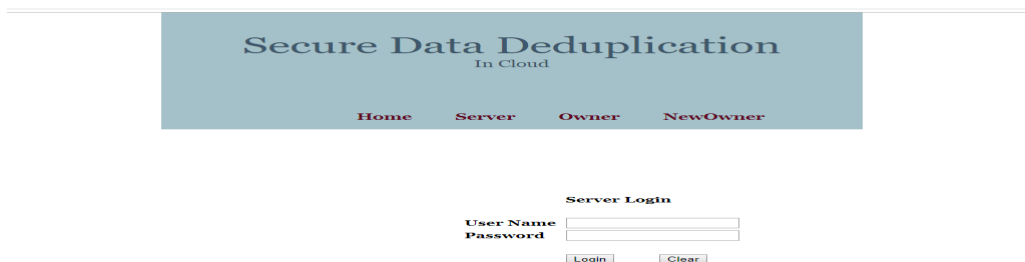 Secure Data Deduplication
In Cloud
Home Server Owner NewOwner
Server Login
User Name
Password
Login Clear